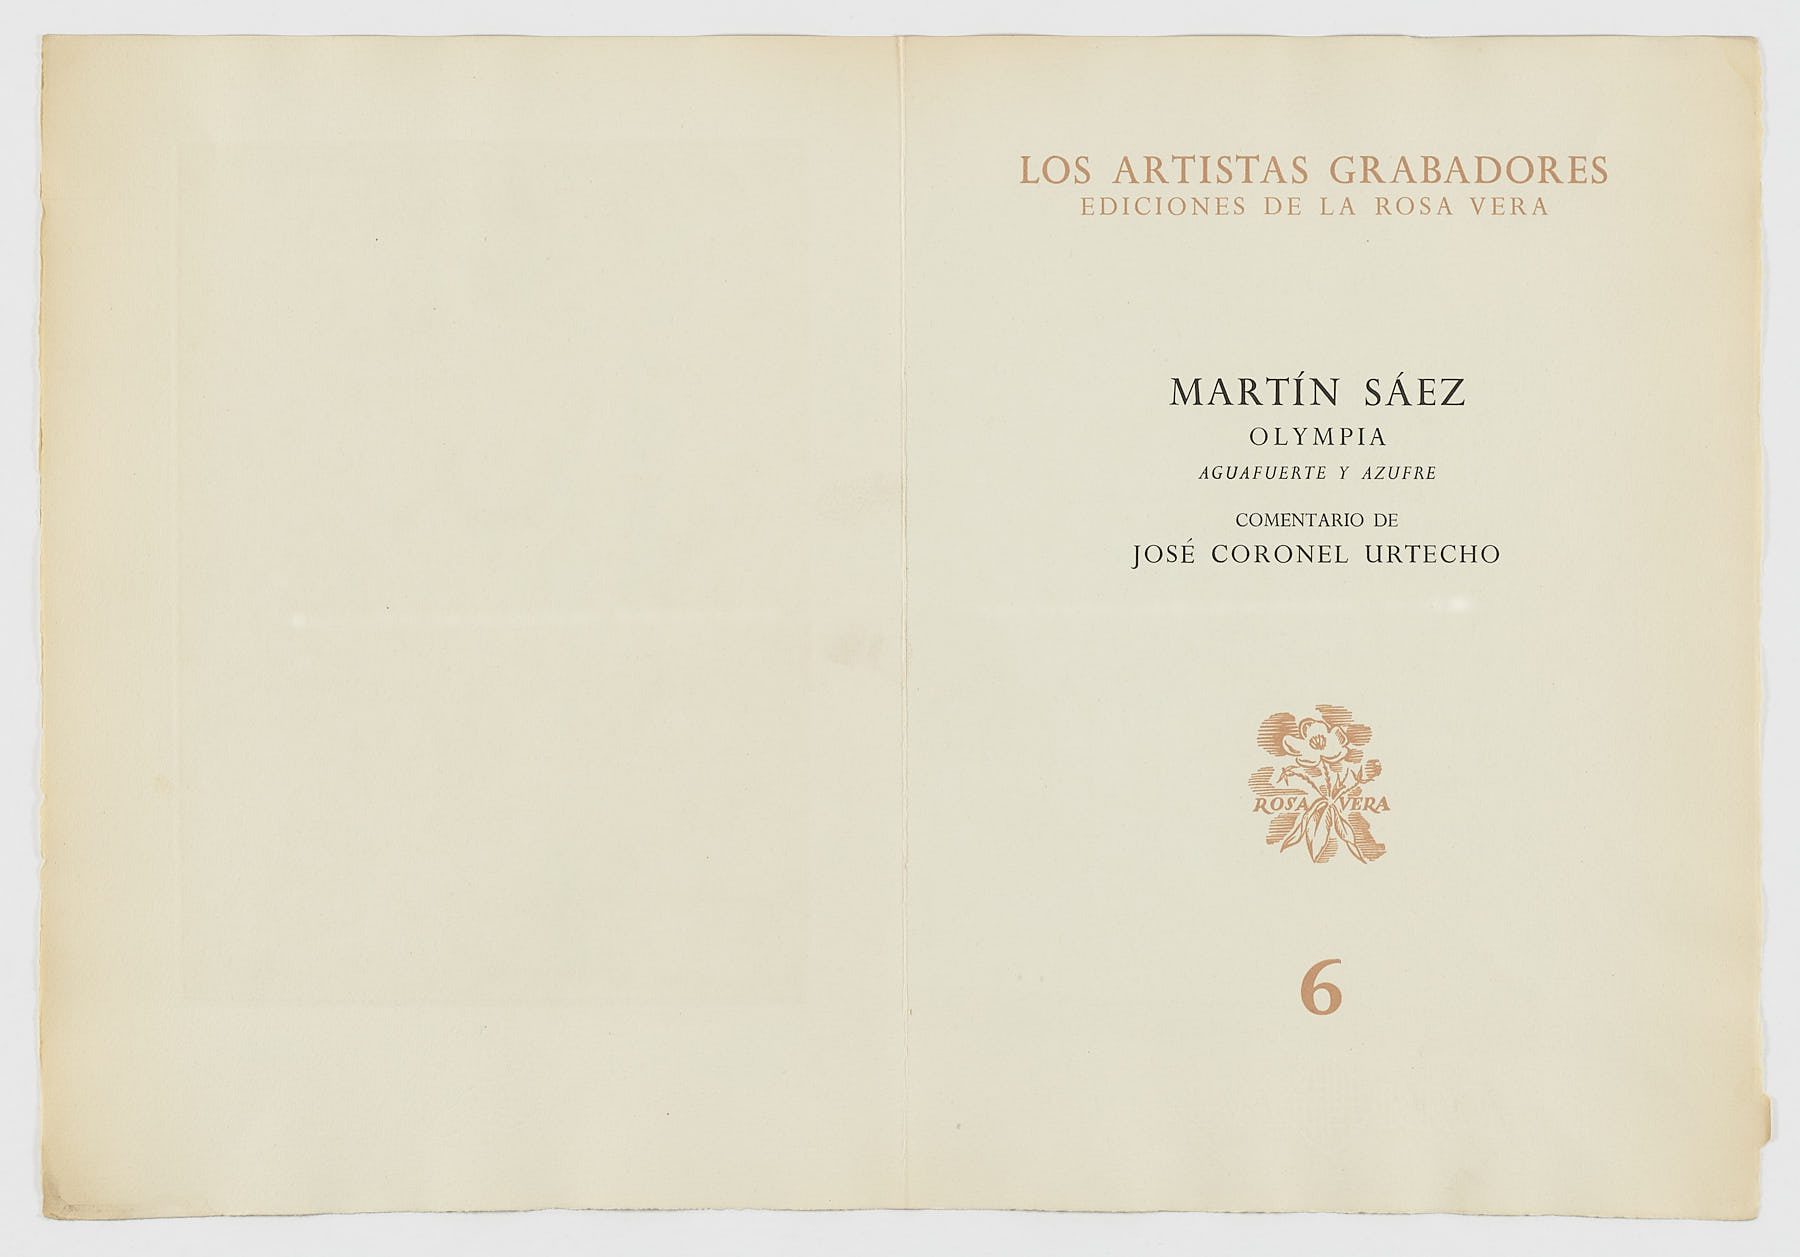 LOS ARTISTAS GRABADORES
EDICIONES DE LA ROSA VERA
MARTÍN SÁEZ
OLYMPIA
AGUAFUERTE Y AZUFRE
COMENTARIO DE
JOSÉ CORONEL URTECHO
ROSA VERA
6